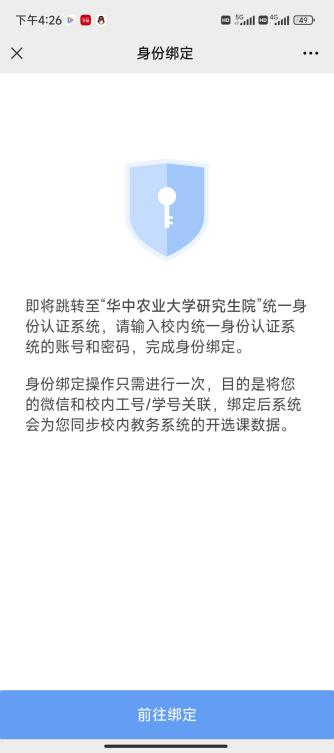 下午4:26
HD 5G HD 4G 49
身份绑定
即将跳转至“华中农业大学研究生院”统一身
份认证系统，请输入校内统一身份认证系
统的账号和密码，完成身份绑定。
身份绑定操作只需进行一次，目的是将您
的微信和校内工号/学号关联，绑定后系统
会为您同步校内教务系统的开选课数据。
前往绑定